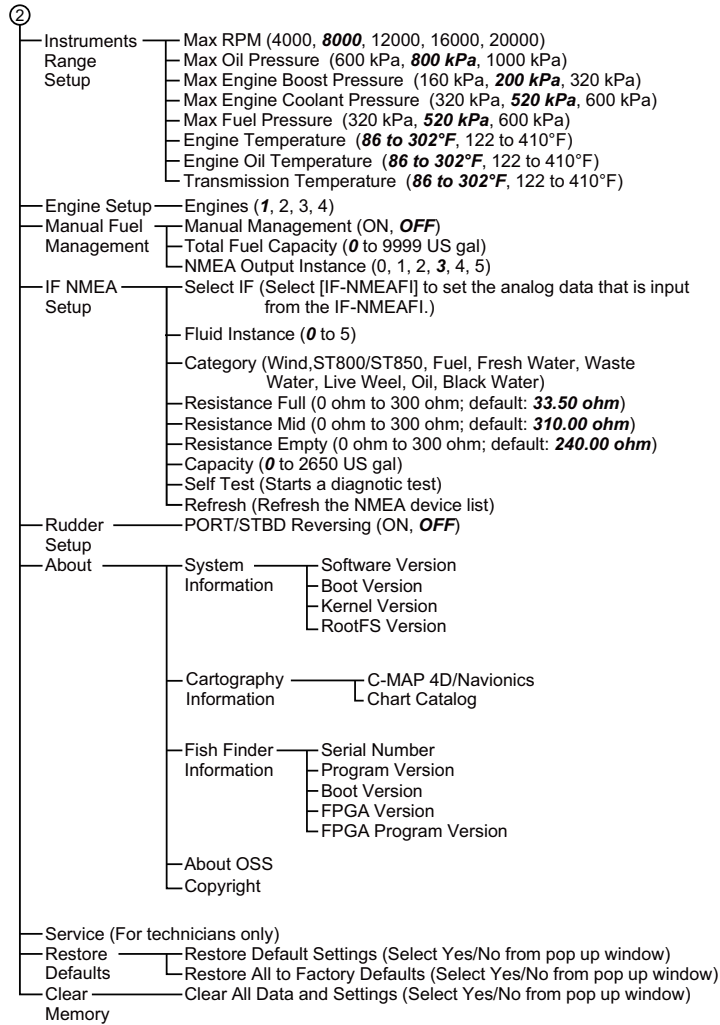 ②
Instruments Range Setup
Max RPM (4000, 8000, 12000, 16000, 20000)
Max Oil Pressure (600 kPa, 800 kPa, 1000 kPa)
Max Engine Boost Pressure (160 kPa, 200 kPa, 320 kPa)
Max Engine Coolant Pressure (320 kPa, 520 kPa, 600 kPa)
Max Fuel Pressure (320 kPa, 520 kPa, 600 kPa)
Engine Temperature (86 to 302°F, 122 to 410°F)
Engine Oil Temperature (86 to 302°F, 122 to 410°F)
Transmission Temperature (86 to 302°F, 122 to 410°F)
Engine Setup
Engines (1, 2, 3, 4)
Manual Fuel Management
Manual Management (ON, OFF)
Total Fuel Capacity (0 to 9999 US gal)
NMEA Output Instance (0, 1, 2, 3, 4, 5)
IF NMEA Setup
Select IF (Select [IF-NMEAFI] to set the analog data that is input
from the IF-NMEAFI.)
Fluid Instance (0 to 5)
Category (Wind,ST800/ST850, Fuel, Fresh Water, Waste
Water, Live Weel, Oil, Black Water)
Resistance Full (0 ohm to 300 ohm; default: 33.50 ohm)
Resistance Mid (0 ohm to 300 ohm; default: 310.00 ohm)
Resistance Empty (0 ohm to 300 ohm; default: 240.00 ohm)
Capacity (0 to 2650 US gal)
Self Test (Starts a diagnotic test)
Refresh (Refresh the NMEA device list)
Rudder Setup
PORT/STBD Reversing (ON, OFF)
About
System Information
Software Version
Boot Version
Kernel Version
RootFS Version
Cartography Information
C-MAP 4D/Navionics
Chart Catalog
Fish Finder Information
Serial Number
Program Version
Boot Version
FPGA Version
FPGA Program Version
About OSS
Copyright
Service (For technicians only)
Restore Defaults
Restore Default Settings (Select Yes/No from pop up window)
Restore All to Factory Defaults (Select Yes/No from pop up window)
Clear Memory
Clear All Data and Settings (Select Yes/No from pop up window)